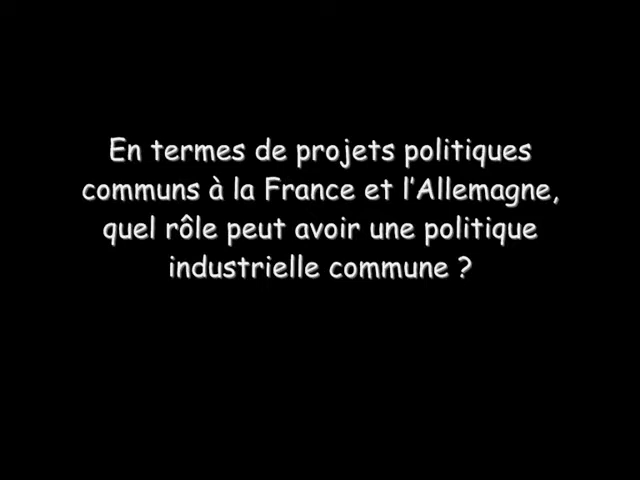 En termes de projets politiques
communs à la France et l'Allemagne,
quel rôle peut avoir une politique
industrielle commune ?